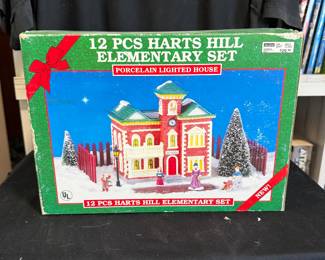 12 PCS HARTS HILL
ELEMENTARY SET
PORCELAIN LIGHTED HOUSE
UL
NEW!
12 PCS HARTS HILL ELEMENTARY SET